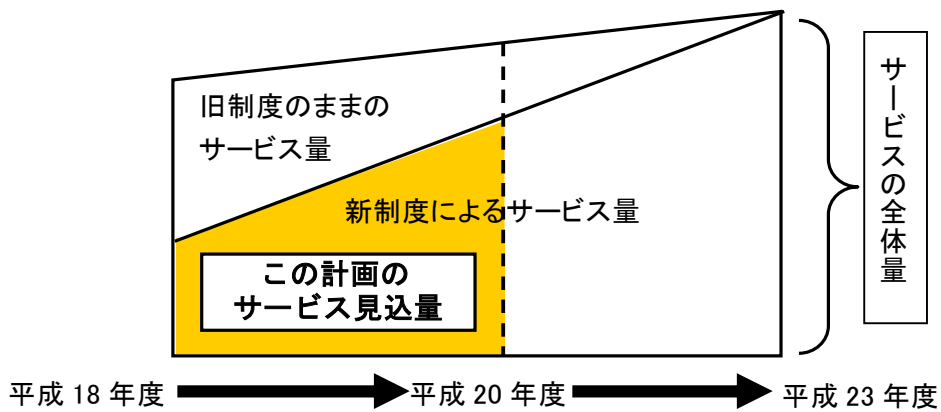 旧制度のままの
サービス量
新制度によるサービス量
この計画の
サービス見込量
サービスの全体量
平成 18 年度
平成 20 年度
平成 23 年度